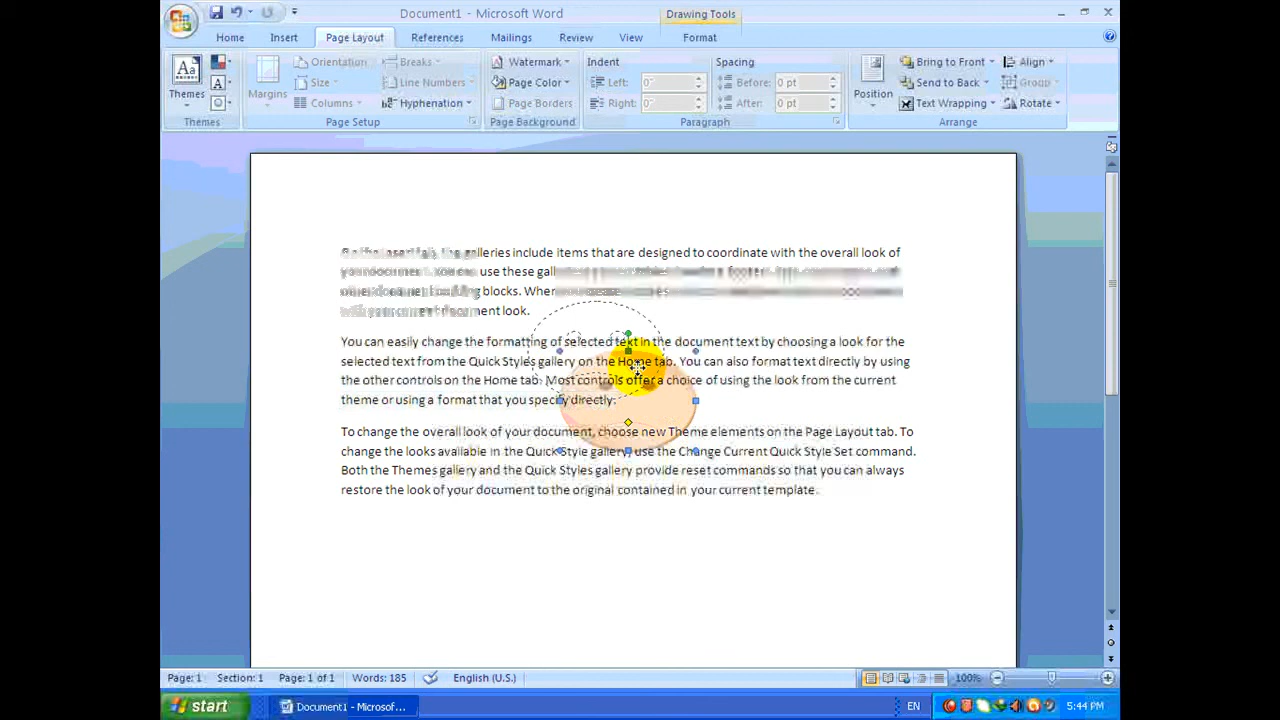 Document1 - Microsoft Word
Drawing Tools
Home Insert Page Layout References Mailings Review View Format
Themes
Margins
Orientation
Size
Columns
Breaks
Line Numbers
Hyphenation
Watermark
Page Color
Page Borders
Indent
Left: 0"
Right: 0"
Spacing
Before: 0 pt
After: 0 pt
Position
Bring to Front
Send to Back
Text Wrapping
Align
Group
Rotate
Themes Page Setup Page Background Paragraph Arrange
galleries include items that are designed to coordinate with the overall look of
use these
blocks.
document look.
You can easily change the formatting of selected text in the document text by choosing a look for the
selected text from the Quick Styles gallery on the Home tab. You can also format text directly by using
the other controls on the Home tab. Most controls offer a choice of using the look from the current
theme or using a format that you specify directly.
To change the overall look of your document, choose new Theme elements on the Page Layout tab. To
change the looks available in the Quick Style gallery, use the Change Current Quick Style Set command.
Both the Themes gallery and the Quick Styles gallery provide reset commands so that you can always
restore the look of your document to the original contained in your current template.
Page: 1 Section: 1 Page: 1 of 1 Words: 185 English (U.S.) 100%
start Document1 - Microsof... EN 5:44 PM